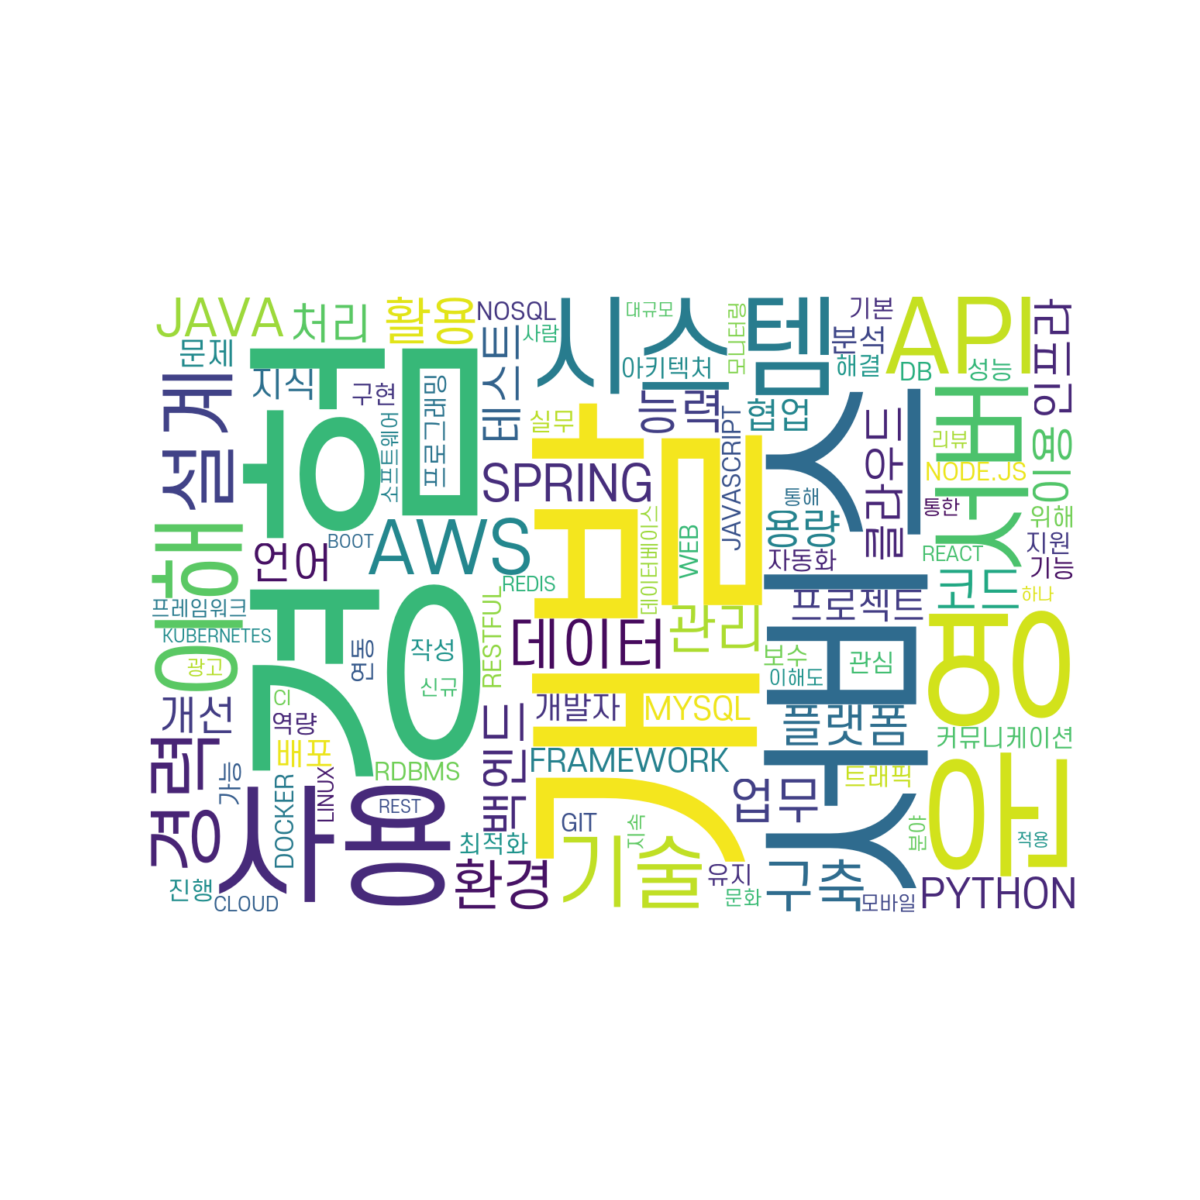 JAVA
처리
활용
NOSQL
사람
시스템
대규모
모니터링
기본
분석
해결
API
DB
성능
인프라
문제
지식
구현
테스트
아키텍처
설계
경험
소프트웨어
프로그래밍
실무
능력
협업
JAVASCRIPT
서비스
클라우드
서버
리뷰
이용
NODE.JS
SPRING
개발
통해
용량
통한
위해
언어
BOOT
AWS
REDIS
데이터베이스
WEB
자동화
REACT
지원
기능
이해
프레임워크
KUBERNETES
광고
연동
작성
신규
RESTFUL
데이터
관리
프로젝트
코드
하나
보수
이해도
관심
운영
개선
CI
역량
배포
개발자
MYSQL
플랫폼
커뮤니케이션
경력
가능
DOCKER
LINUX
사용
REST
RDBMS
백엔드
FRAMEWORK
업무
트래픽
최적화
GIT
지속
분야
적용
진행
CLOUD
환경
기술
유지
문화
구축
모바일
PYTHON